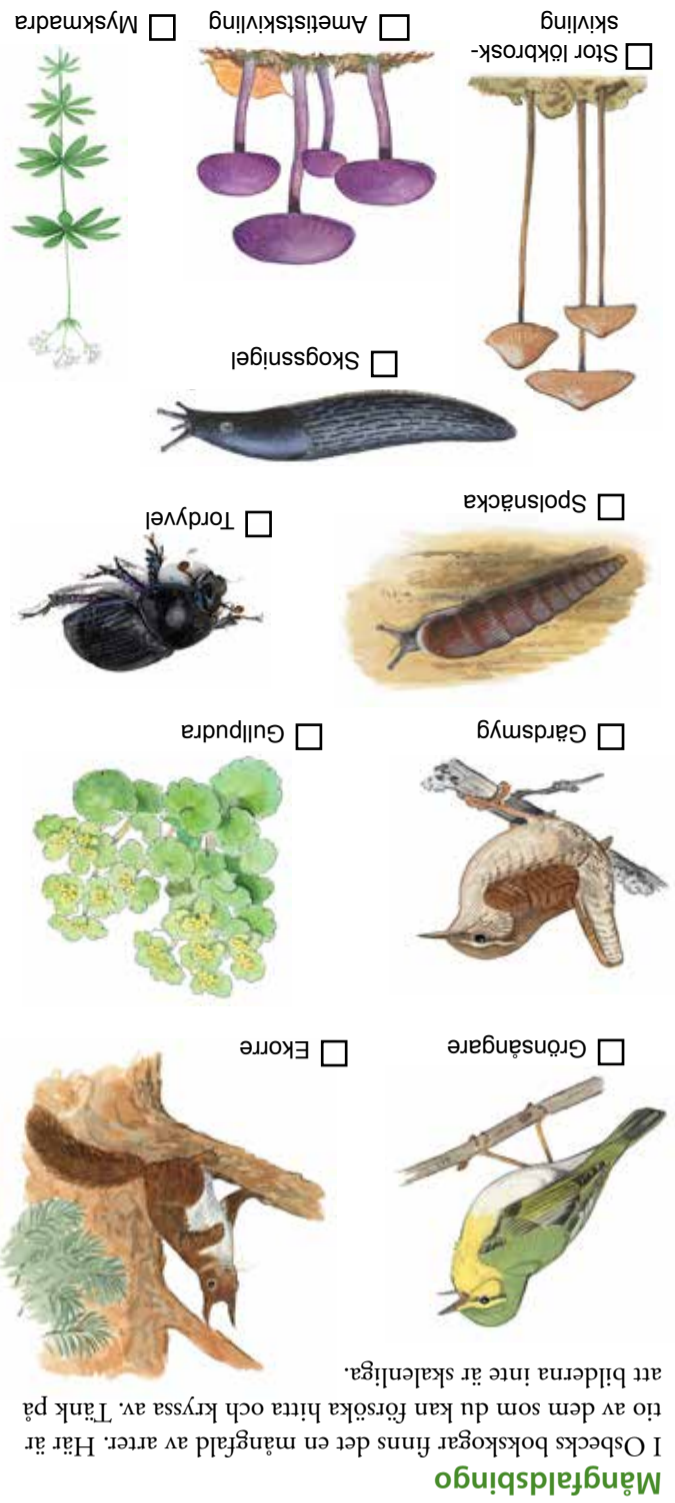 Mångfaldsbingo
I Osbecks bokskogar finns det en mångfald av arter. Här är
tio av dem som du kan försöka hitta och kryssa av. Tänk på
att bilderna inte är skalenliga.
Grönsångare
Ekorre
Gärdsmyg
Gullpudra
Spolsnäcka
Tordyvel
Skogssnigel
Stor lökbrosk-
skivling
Ametistskivling
Myskmadra